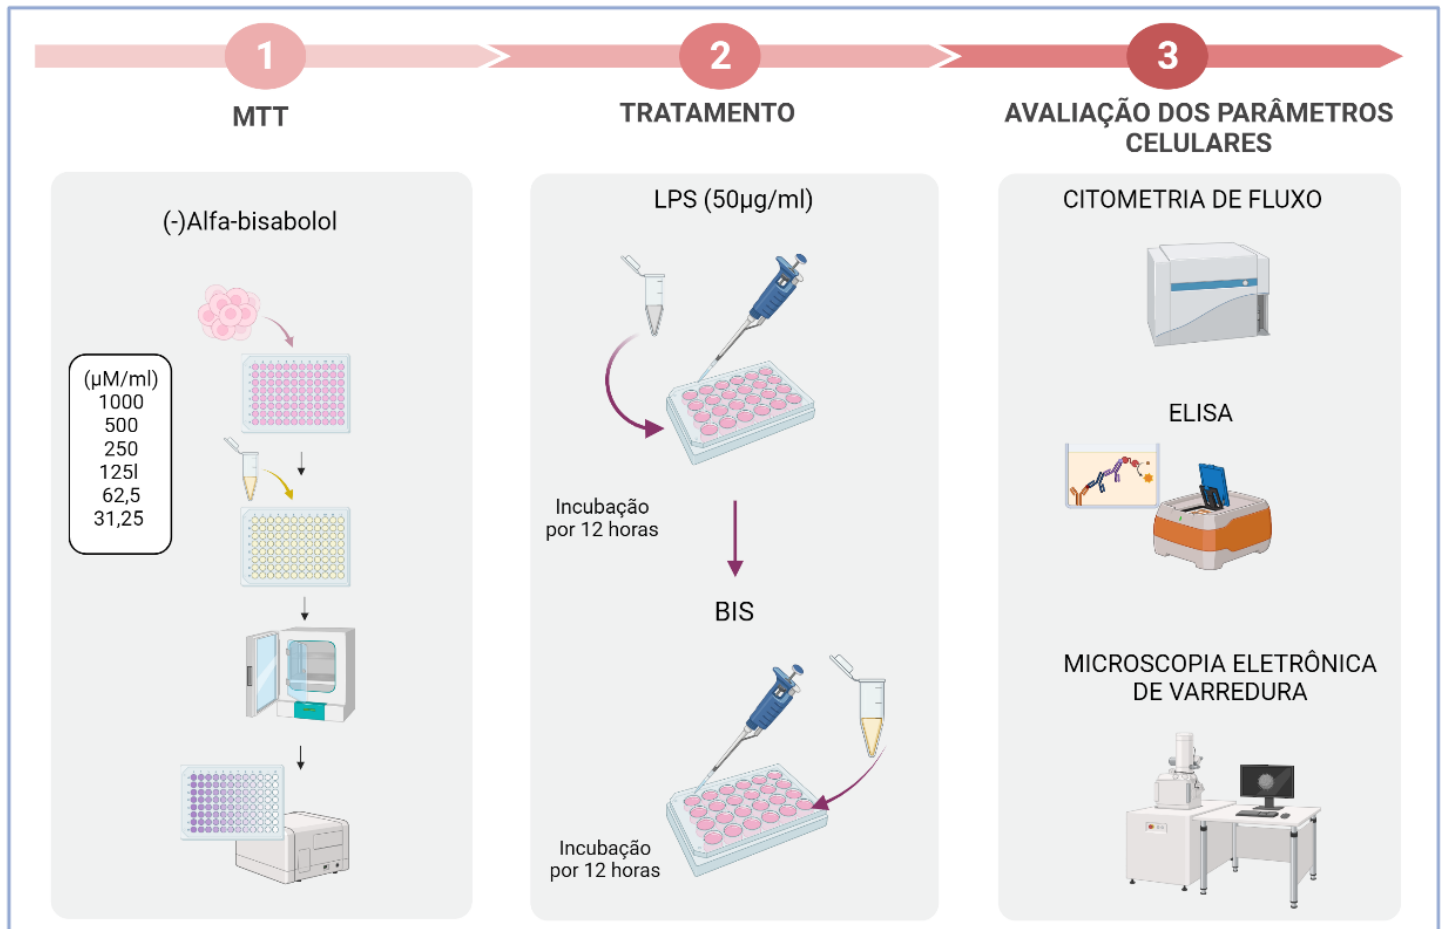 1
2
3
MTT
TRATAMENTO
AVALIAÇÃO DOS PARÂMETROS
CELULARES
(-)Alfa-bisabolol
(µM/ml)
1000
500
250
125l
62,5
31,25
LPS (50µg/ml)
Incubação
por 12 horas
BIS
Incubação
por 12 horas
CITOMETRIA DE FLUXO
ELISA
MICROSCOPIA ELETRÔNICA
DE VARREDURA